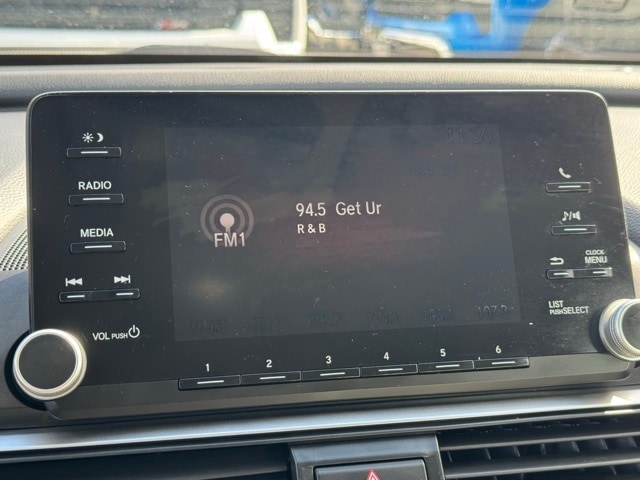 RADIO
MEDIA
VOL PUSH
94.5 Get Ur
R & B
FM1
CLOCK
MENU
LIST
PUSH SELECT
1 2 3 4 5 6